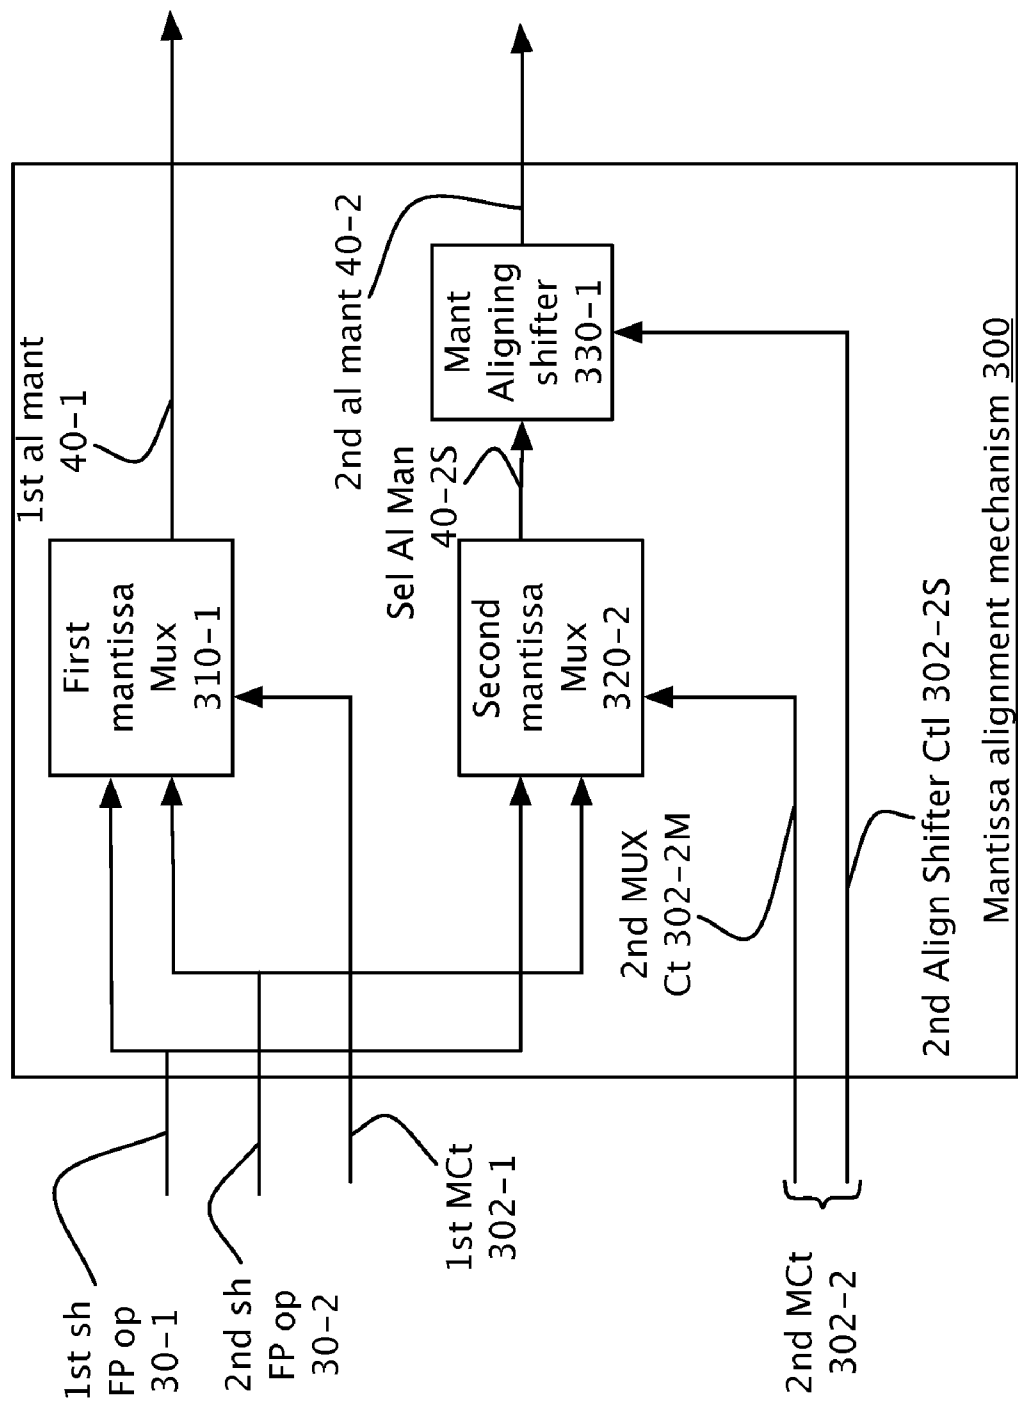 1st sh
FP op
30-1
2nd sh
FP op
30-2
1st MCt
302-1
2nd MCt
302-2
First
mantissa
Mux
310-1
1st al mant
40-1
Second
mantissa
Mux
320-2
Sel Al Man
40-2S
Mant
Aligning
shifter
330-1
2nd al mant 40-2
2nd MUX
Ct 302-2M
2nd Align Shifter Ctl 302-2S
Mantissa alignment mechanism 300